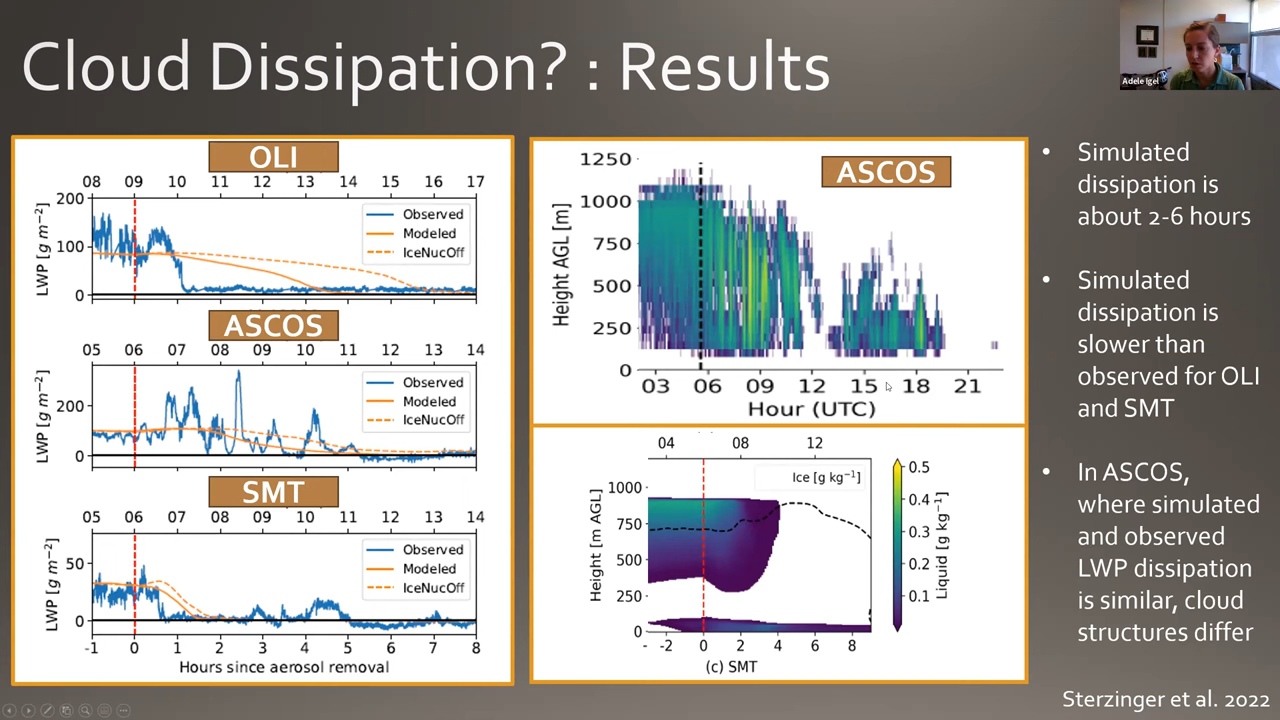 Cloud Dissipation? : Results
Adele Igel
OLI
08 09 10 11 12 13 14 15 16 17
200
100
0
LWP [g m⁻²]
Observed
Modeled
IceNucOff
ASCOS
05 06 07 08 09 10 11 12 13 14
200
0
LWP [g m⁻²]
Observed
Modeled
IceNucOff
SMT
05 06 07 08 09 10 11 12 13 14
50
0
LWP [g m⁻²]
Observed
Modeled
IceNucOff
-1 0 1 2 3 4 5 6 7 8
Hours since aerosol removal
ASCOS
1250
1000
750
500
250
0
Height AGL [m]
03 06 09 12 15 18 21
Hour (UTC)
04 08 12
Ice [g kg⁻¹]
1000
750
500
250
0
Height [m AGL]
0.5
0.4
0.3
0.2
0.1
Liquid [g kg⁻¹]
- -2 0 2 4 6 8
(c) SMT
• Simulated
dissipation is
about 2-6 hours
• Simulated
dissipation is
slower than
observed for OLI
and SMT
• In ASCOS,
where simulated
and observed
LWP dissipation
is similar, cloud
structures differ
Sterzinger et al. 2022